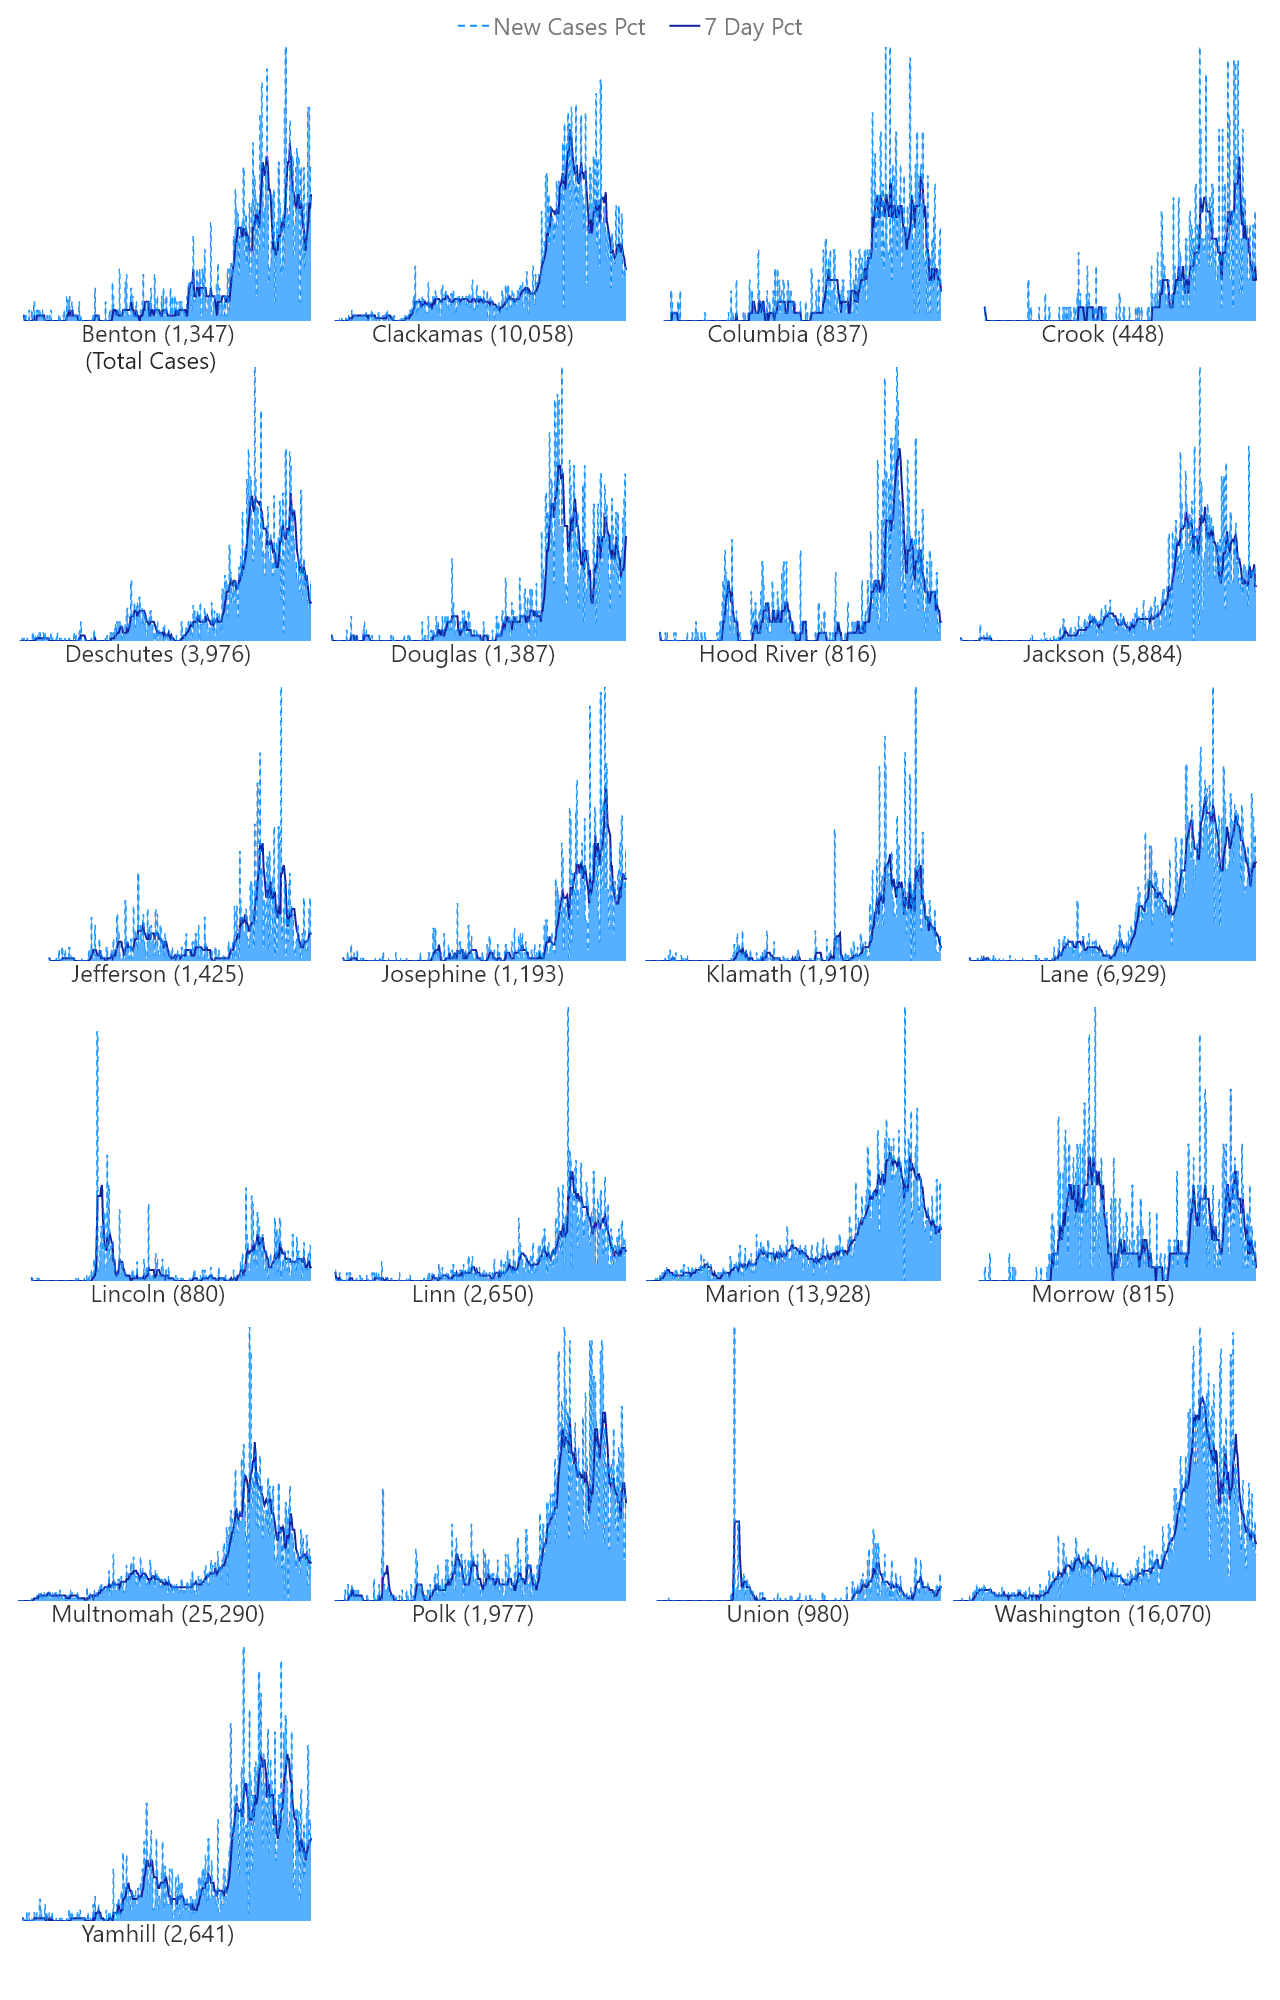 New Cases Pct 7 Day Pct
Benton (1,347) Clackamas (10,058) Columbia (837) Crook (448)
(Total Cases)
Deschutes (3,976) Douglas (1,387) Hood River (816) Jackson (5,884)
Jefferson (1,425) Josephine (1,193) Klamath (1,910) Lane (6,929)
Lincoln (880) Linn (2,650) Marion (13,928) Morrow (815)
Multnomah (25,290) Polk (1,977) Union (980) Washington (16,070)
Yamhill (2,641)